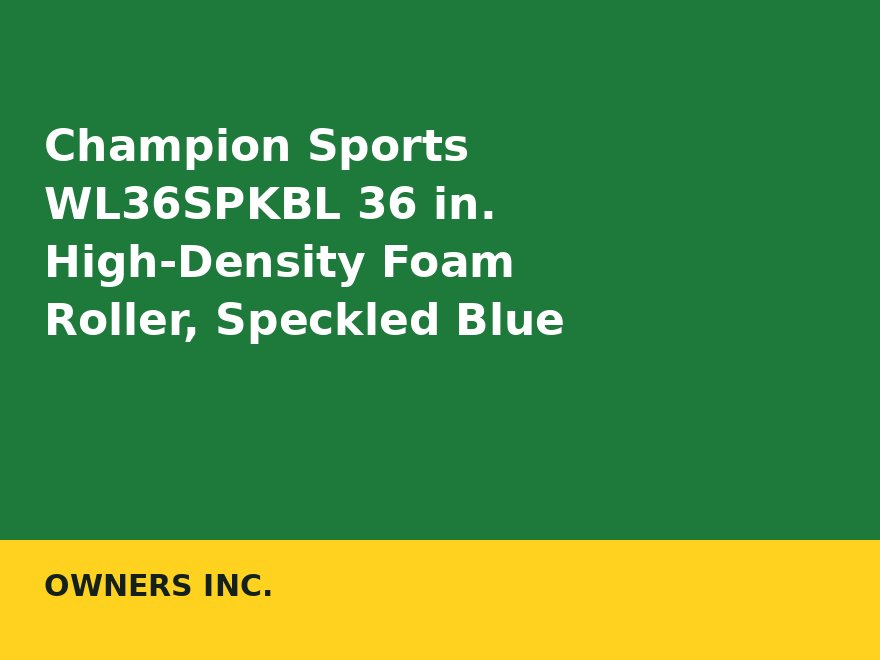 Champion Sports
WL36SPKBL 36 in.
High-Density Foam
Roller, Speckled Blue
OWNERS INC.